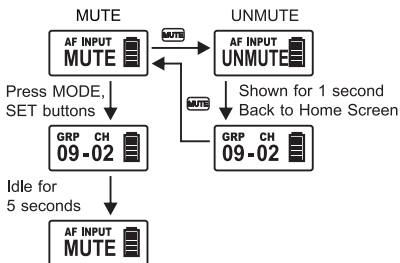 MUTE
UNMUTE
AF INPUT
MUTE
MUTE
AF INPUT
UNMUTE
Press MODE,
SET buttons
MUTE
Shown for 1 second
Back to Home Screen
GRP CH
09-02
GRP CH
09-02
Idle for
5 seconds
AF INPUT
MUTE